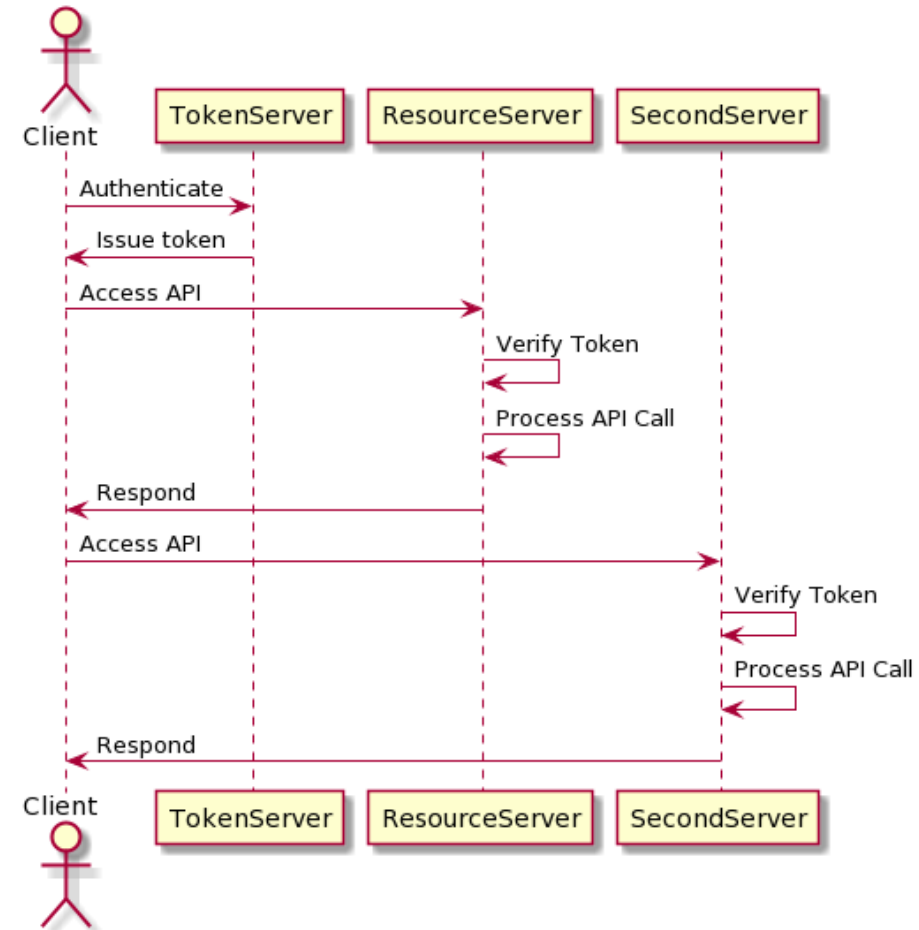 Client
TokenServer
ResourceServer
SecondServer
Authenticate
Issue token
Access API
Verify Token
Process API Call
Respond
Access API
Verify Token
Process API Call
Respond
Client
TokenServer
ResourceServer
SecondServer